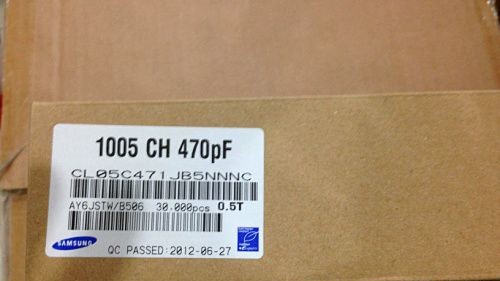 1005 CH 470pF
CL05C471JB5NNNC
AY6JSTW/B506 30,000pcs 0.5T
SAMSUNG
QC PASSED:2012-06-27